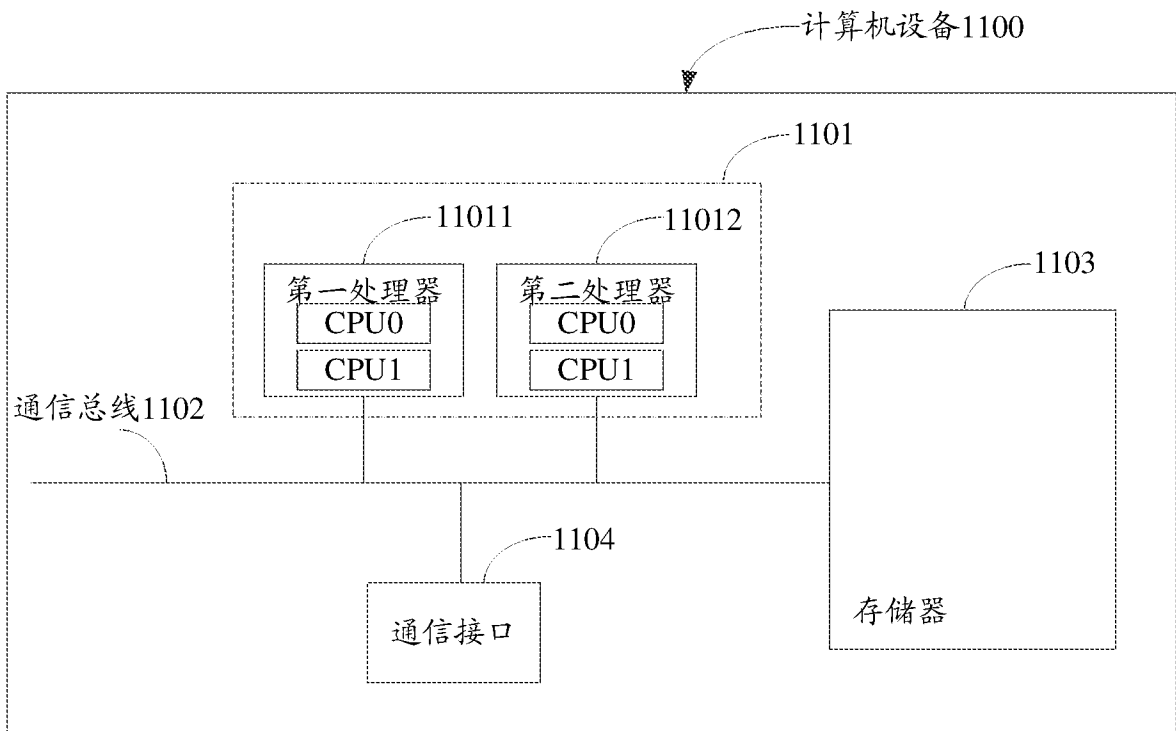 计算机设备1100
1101
11011
11012
1103
第一处理器
第二处理器
CPU0
CPU0
CPU1
CPU1
通信总线1102
1104
通信接口
存储器